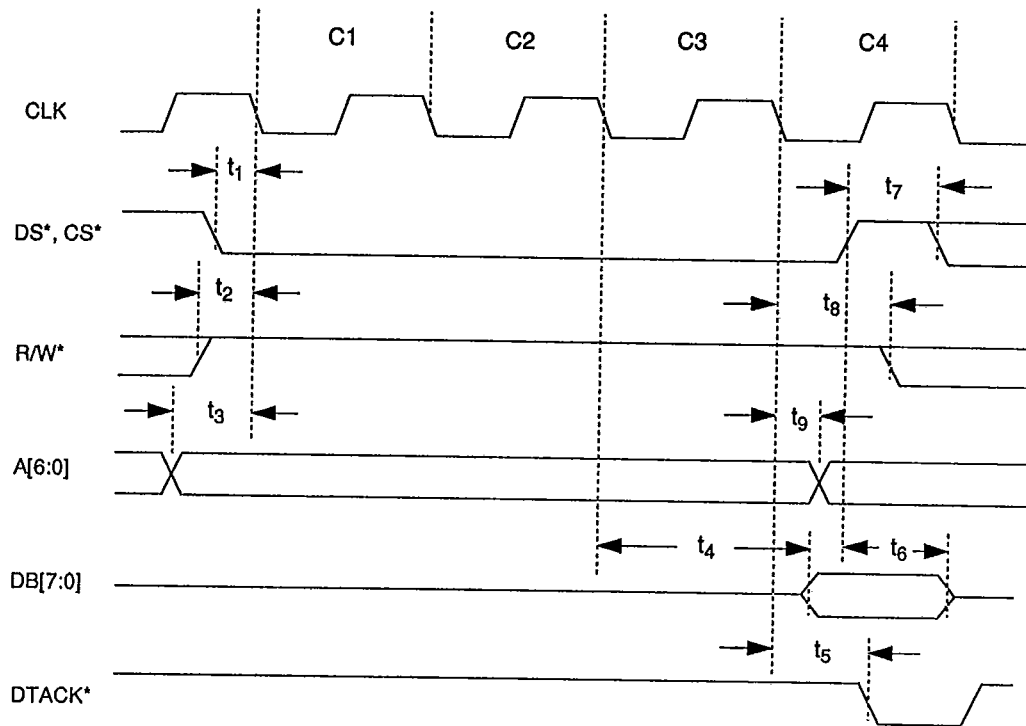 C1 C2 C3 C4
CLK
t1
t7
DS*, CS*
t2
t8
R/W*
t3
t9
A[6:0]
t4
t6
DB[7:0]
t5
DTACK*